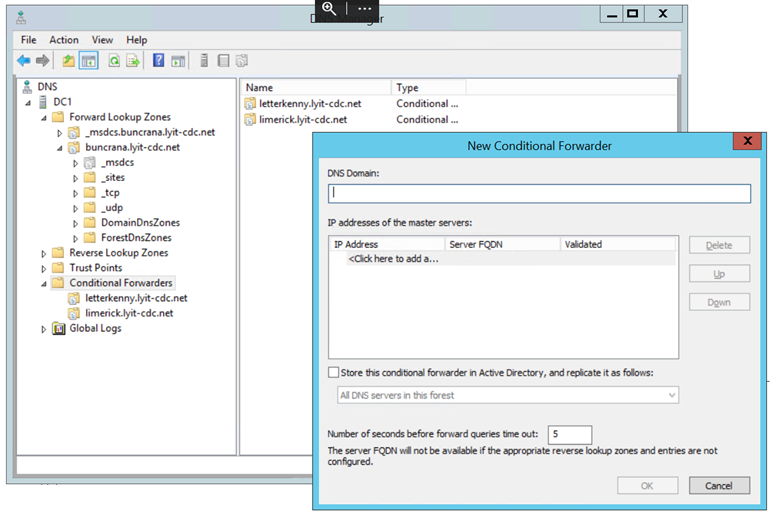 DNS Manager
File Action View Help
DNS
DC1
Forward Lookup Zones
_msdcs.buncrana.lyit-cdc.net
buncrana.lyit-cdc.net
_msdcs
_sites
_tcp
_udp
DomainDnsZones
ForestDnsZones
Reverse Lookup Zones
Trust Points
Conditional Forwarders
letterkenny.lyit-cdc.net
limerick.lyit-cdc.net
Global Logs
Name Type
letterkenny.lyit-cdc.net Conditional ...
limerick.lyit-cdc.net Conditional ...
New Conditional Forwarder
DNS Domain:
IP addresses of the master servers:
IP Address Server FQDN Validated
<Click here to add a...
Delete
Up
Down
Store this conditional forwarder in Active Directory, and replicate it as follows:
All DNS servers in this forest
Number of seconds before forward queries time out: 5
The server FQDN will not be available if the appropriate reverse lookup zones and entries are not
configured.
OK Cancel